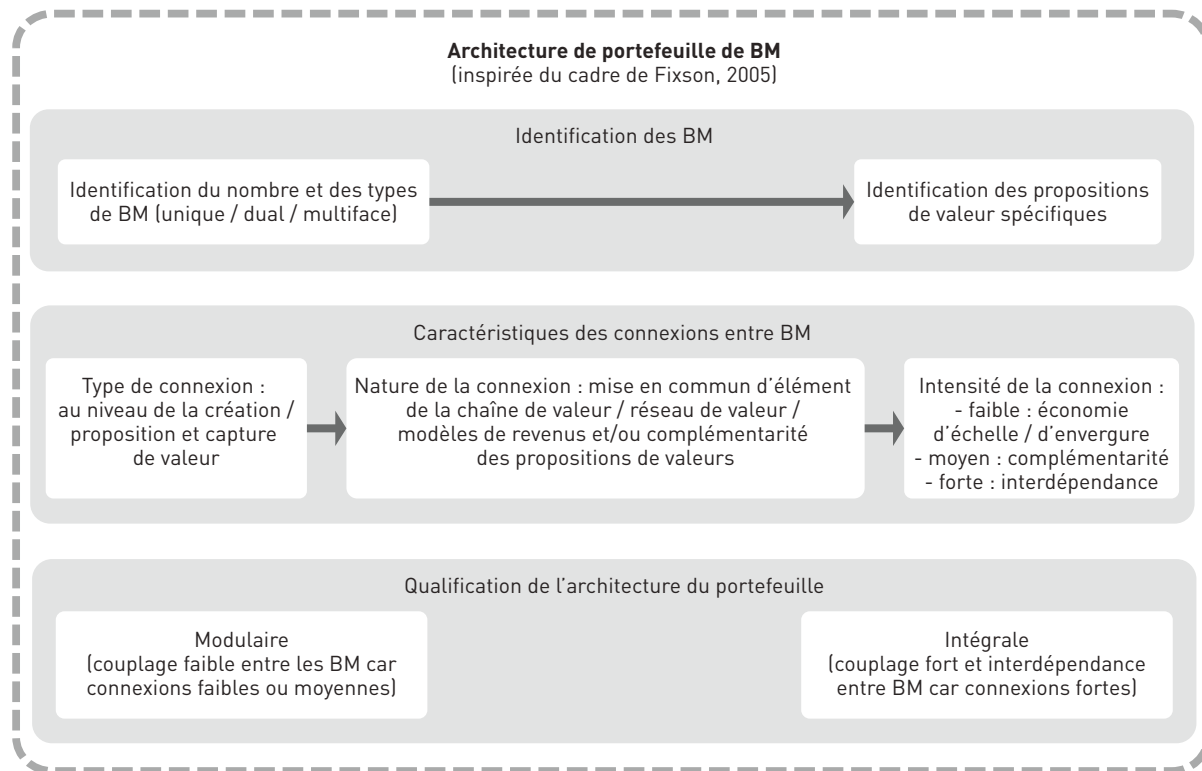 Architecture de portefeuille de BM
(inspirée du cadre de Fixson, 2005)
Identification des BM
Identification du nombre et des types
de BM (unique / dual / multiface)
Identification des propositions
de valeur spécifiques
Caractéristiques des connexions entre BM
Type de connexion :
au niveau de la création /
proposition et capture
de valeur
Nature de la connexion : mise en commun d’élément
de la chaîne de valeur / réseau de valeur /
modèles de revenus et/ou complémentarité
des propositions de valeurs
Intensité de la connexion :
- faible : économie
d’échelle / d’envergure
- moyen : complémentarité
- forte : interdépendance
Qualification de l’architecture du portefeuille
Modulaire
(couplage faible entre les BM car
connexions faibles ou moyennes)
Intégrale
(couplage fort et interdépendance
entre BM car connexions fortes)